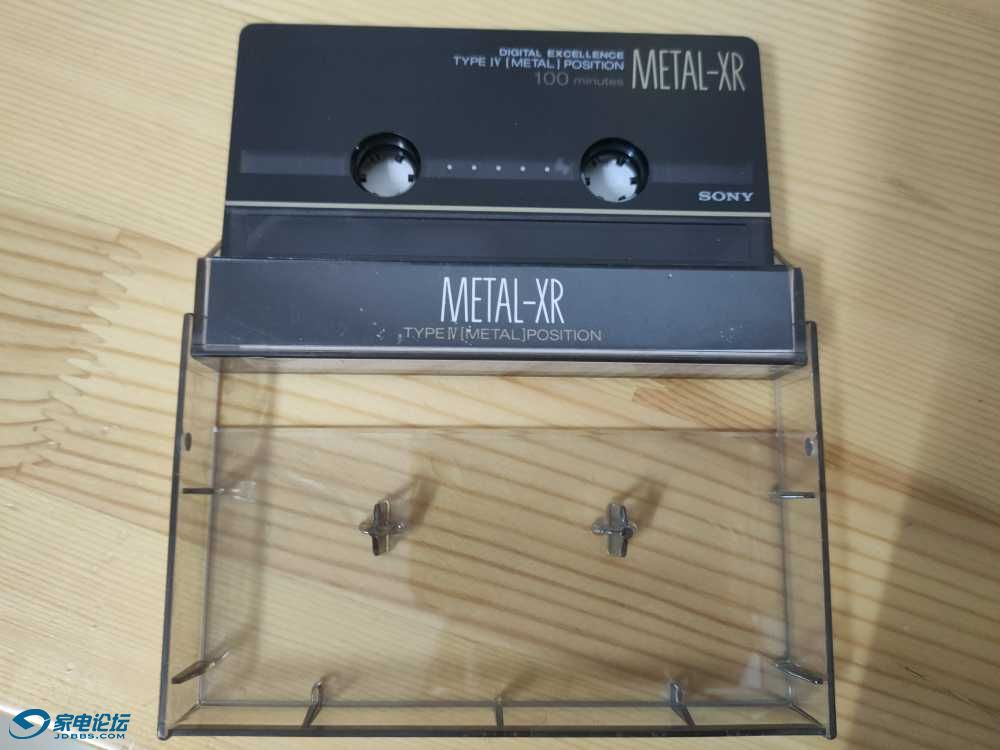 DIGITAL EXCELLENCE
TYPE IV [METAL] POSITION
100 minutes
METAL-XR
SONY
METAL-XR
TYPE IV [METAL] POSITION
家电论坛
JDBBS.COM